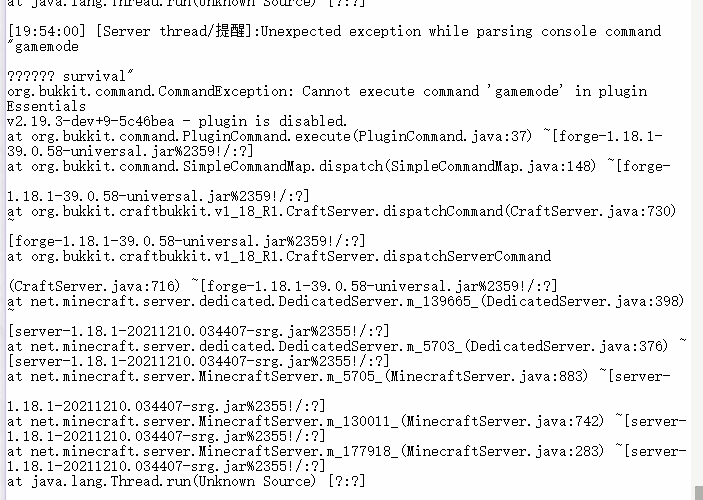 at java.lang.Thread.run(Unknown Source) [?:?]
[19:54:00] [Server thread/提醒]:Unexpected exception while parsing console command
"gamemode
?????? survival"
org.bukkit.command.CommandException: Cannot execute command 'gamemode' in plugin
Essentials
v2.19.3-dev+9-5c46bea - plugin is disabled.
at org.bukkit.command.PluginCommand.execute(PluginCommand.java:37) ~[forge-1.18.1-
39.0.58-universal.jar%2359!/:?]
at org.bukkit.command.SimpleCommandMap.dispatch(SimpleCommandMap.java:148) ~[forge-
1.18.1-39.0.58-universal.jar%2359!/:?]
at org.bukkit.craftbukkit.v1_18_R1.CraftServer.dispatchCommand(CraftServer.java:730)
~
[forge-1.18.1-39.0.58-universal.jar%2359!/:?]
at org.bukkit.craftbukkit.v1_18_R1.CraftServer.dispatchServerCommand
(CraftServer.java:716) ~[forge-1.18.1-39.0.58-universal.jar%2359!/:?]
at net.minecraft.server.dedicated.DedicatedServer.m_139665_(DedicatedServer.java:398)
~
[server-1.18.1-20211210.034407-srg.jar%2355!/:?]
at net.minecraft.server.dedicated.DedicatedServer.m_5703_(DedicatedServer.java:376) ~
[server-1.18.1-20211210.034407-srg.jar%2355!/:?]
at net.minecraft.server.MinecraftServer.m_5705_(MinecraftServer.java:883) ~[server-
1.18.1-20211210.034407-srg.jar%2355!/:?]
at net.minecraft.server.MinecraftServer.m_130011_(MinecraftServer.java:742) ~[server-
1.18.1-20211210.034407-srg.jar%2355!/:?]
at net.minecraft.server.MinecraftServer.m_177918_(MinecraftServer.java:283) ~[server-
1.18.1-20211210.034407-srg.jar%2355!/:?]
at java.lang.Thread.run(Unknown Source) [?:?]